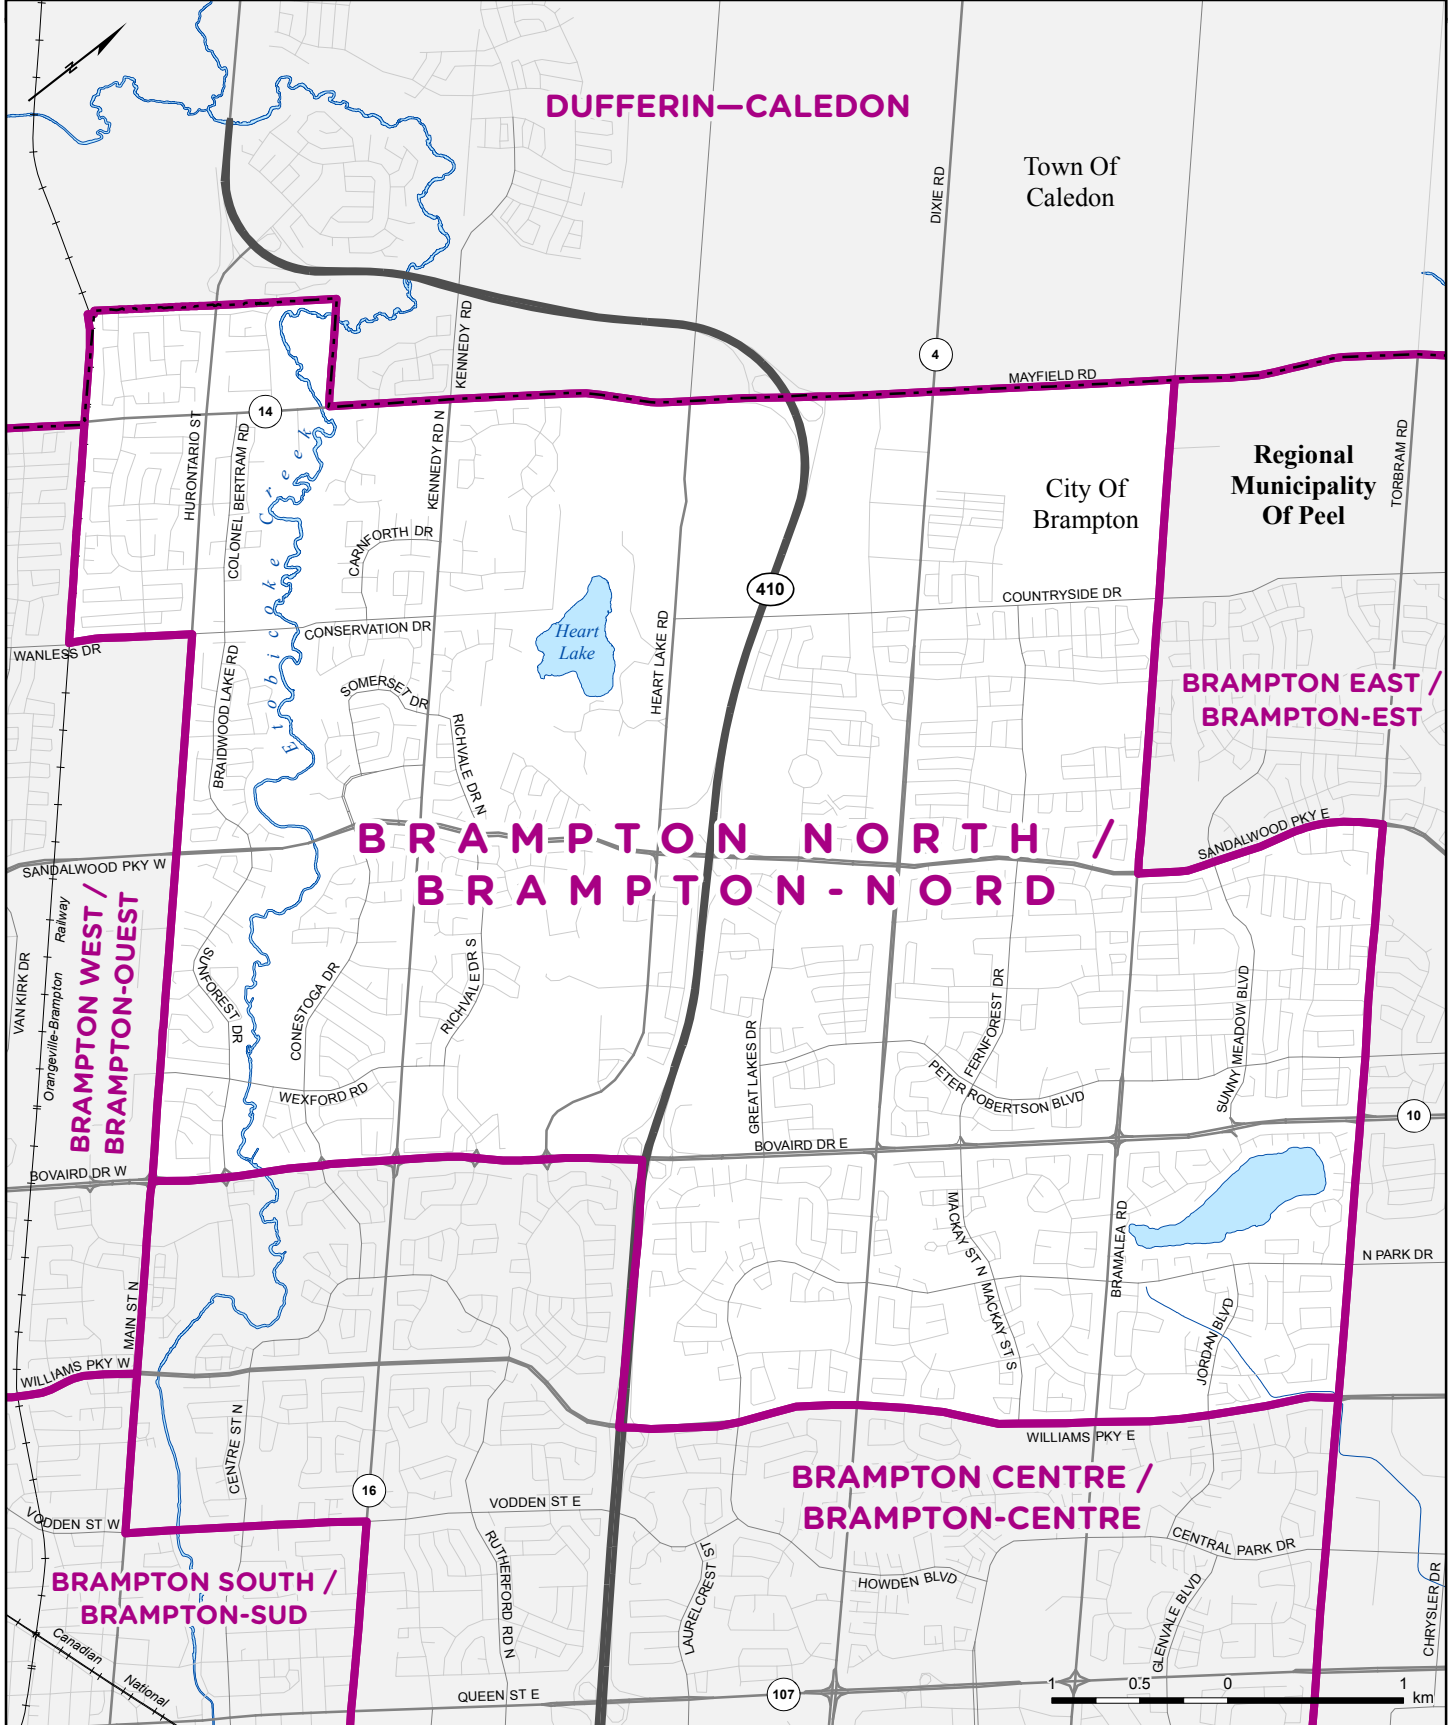 N
DUFFERIN—CALEDON
Town Of
Caledon
DIXIE RD
KENNEDY RD
4
MAYFIELD RD
14
HURONTARIO ST
COLONEL BERTRAM RD
KENNEDY RD N
TORBRAM RD
Regional
Municipality
Of Peel
City Of
Brampton
Etobicoke Creek
CARNFORTH DR
410
COUNTRYSIDE DR
CONSERVATION DR
Heart
Lake
HEART LAKE RD
WANLESS DR
BRAIDWOOD LAKE RD
SOMERSET DR
RICHVALE DR N
BRAMPTON EAST /
BRAMPTON-EST
BRAMPTON NORTH /
BRAMPTON-NORD
SANDALWOOD PKY E
SANDALWOOD PKY W
BRAMPTON WEST /
BRAMPTON-OUEST
VAN KIRK DR
Orangeville-Brampton Railway
SUNFOREST DR
CONESTOGA DR
RICHVALE DR S
GREAT LAKES DR
FERNFOREST DR
SUNNY MEADOW BLVD
PETER ROBERTSON BLVD
WEXFORD RD
10
BOVAIRD DR E
BOVAIRD DR W
MACKAY ST N
MACKAY ST S
BRAMALEA RD
N PARK DR
MAIN ST N
JORDAN BLVD
WILLIAMS PKY W
WILLIAMS PKY E
CENTRE ST N
BRAMPTON CENTRE /
BRAMPTON-CENTRE
16
VODDEN ST E
VODDEN ST W
RUTHERFORD RD N
LAURELCREST ST
HOWDEN BLVD
CENTRAL PARK DR
GLENVALE BLVD
CHRYSLER DR
BRAMPTON SOUTH /
BRAMPTON-SUD
Canadian National
QUEEN ST E
107
1 0.5 0 1
km